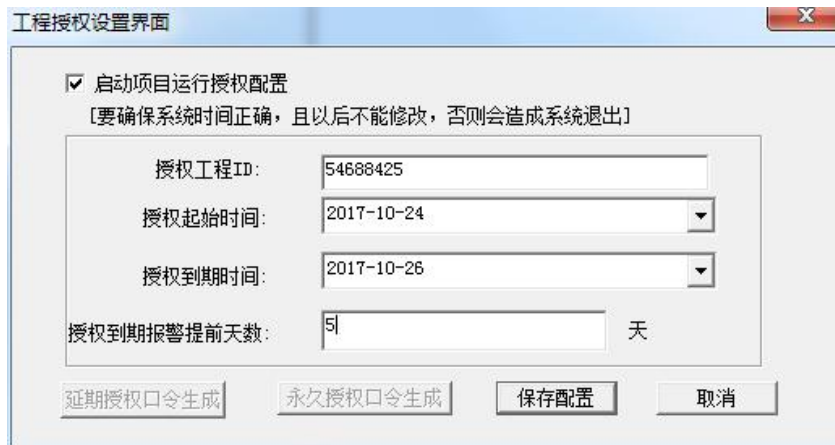 工程授权设置界面
启动项目运行授权配置
[要确保系统时间正确，且以后不能修改，否则会造成系统退出]
授权工程ID: 54688425
授权起始时间: 2017-10-24
授权到期时间: 2017-10-26
授权到期报警提前天数: 5 天
延期授权口令生成 永久授权口令生成 保存配置 取消